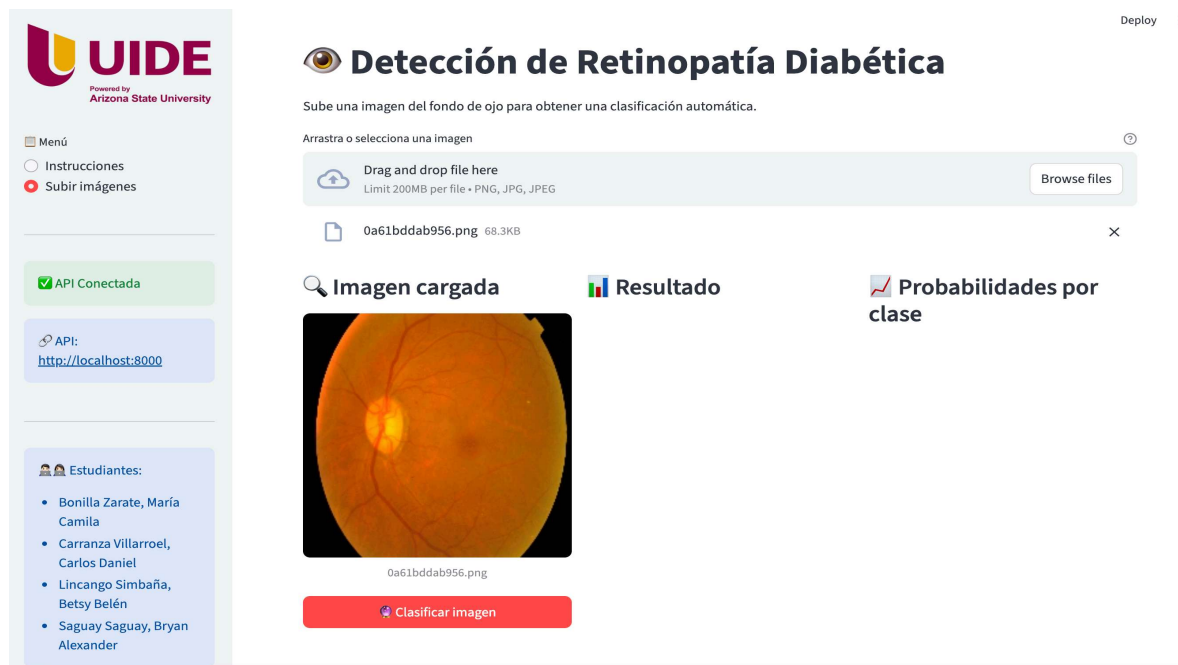 UIDE
Powered by
Arizona State University
Menú
Instrucciones
Subir imágenes
API Conectada
API:
http://localhost:8000
Estudiantes:
Bonilla Zarate, María
Camila
Carranza Villarroel,
Carlos Daniel
Lincango Simbaña,
Betsy Belén
Saguay Saguay, Bryan
Alexander
Deploy
Detección de Retinopatía Diabética
Sube una imagen del fondo de ojo para obtener una clasificación automática.
Arrastra o selecciona una imagen
Drag and drop file here
Limit 200MB per file • PNG, JPG, JPEG
Browse files
0a61bddab956.png 68.3KB
Imagen cargada
Resultado
Probabilidades por
clase
0a61bddab956.png
Clasificar imagen